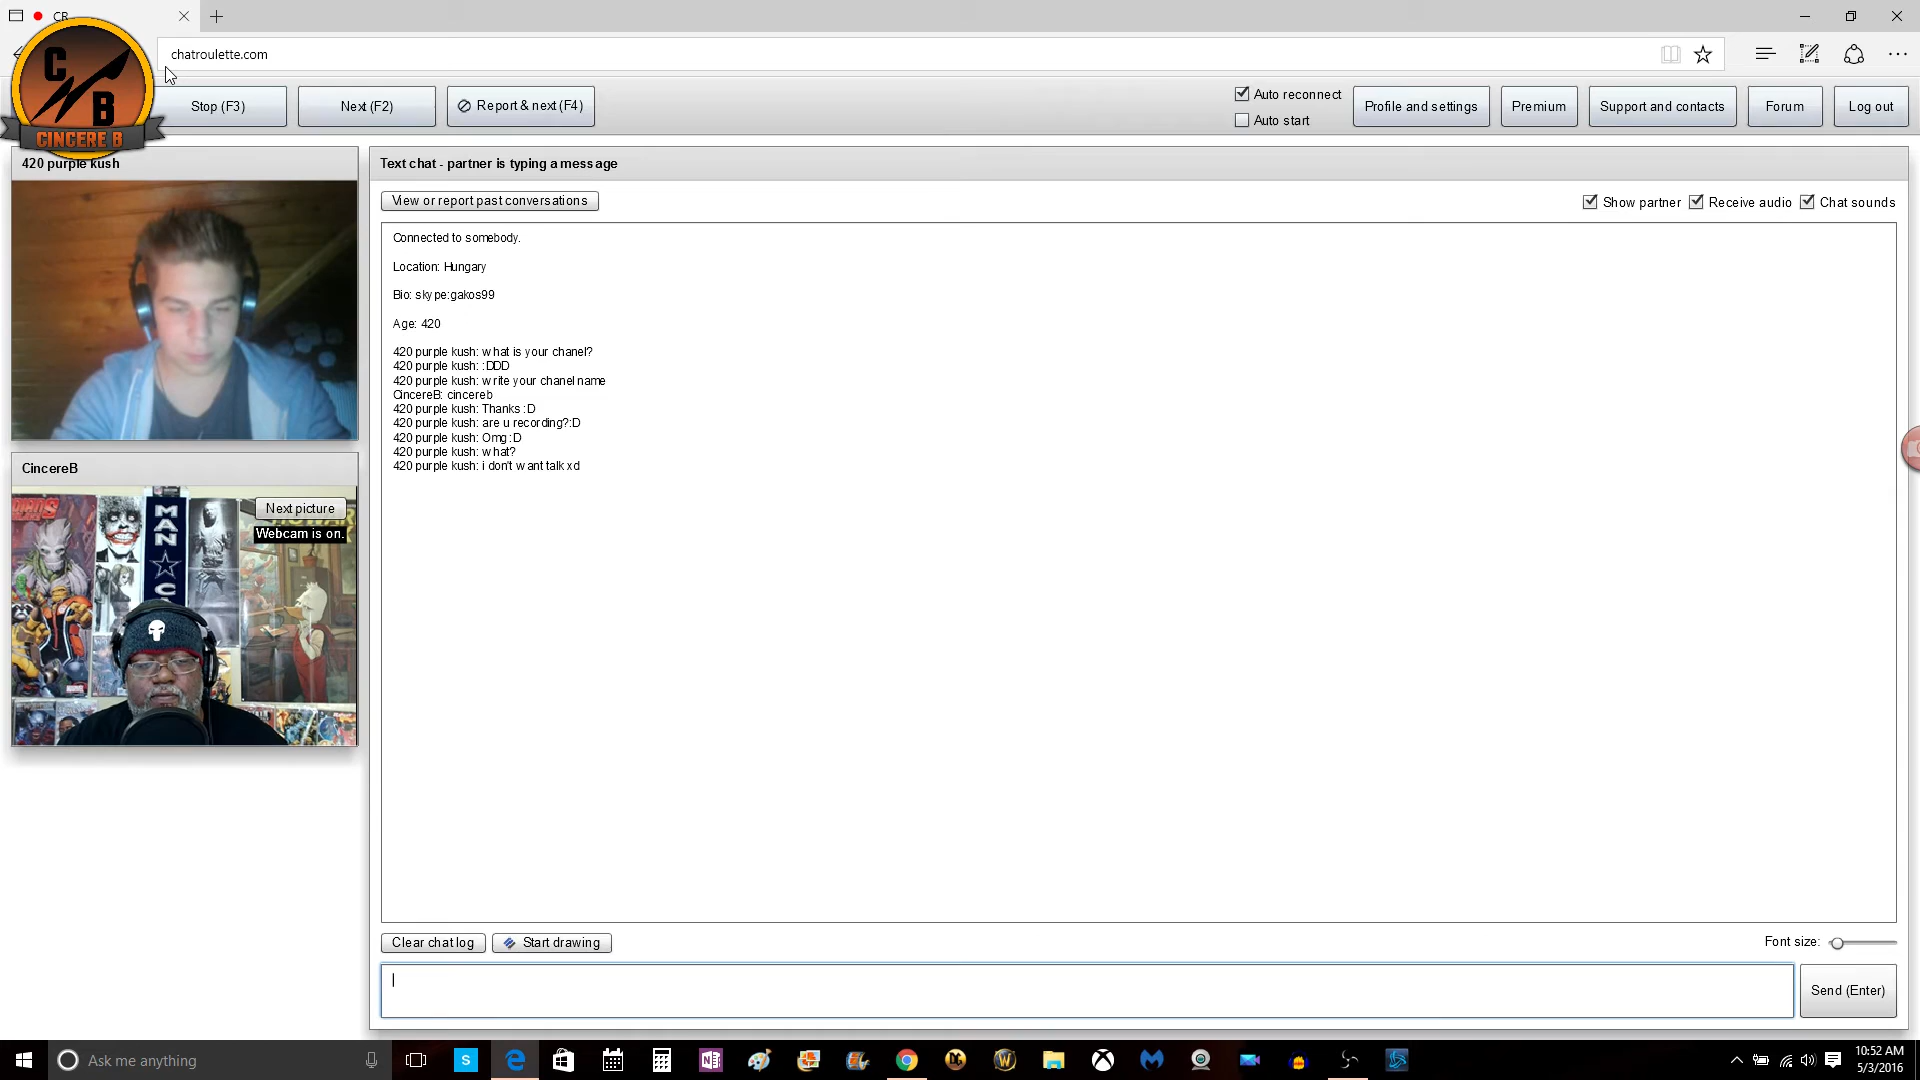 CR
chatroulette.com
C
B
CINCERE B
Stop (F3)
Next (F2)
Report & next (F4)
Auto reconnect
Auto start
Profile and settings
Premium
Support and contacts
Forum
Log out
420 purple kush
Text chat - partner is typing a message
View or report past conversations
Show partner
Receive audio
Chat sounds
Connected to somebody.
Location: Hungary
Bio: skype:gakos99
Age: 420
420 purple kush: what is your chanel?
420 purple kush: :DDD
420 purple kush: write your chanel name
CincereB: cincereb
420 purple kush: Thanks :D
420 purple kush: are u recording?:D
420 purple kush: Omg :D
420 purple kush: what?
420 purple kush: i don't want talk xd
CincereB
Next picture
Webcam is on.
MAN
C
Clear chat log
Start drawing
Font size:
Send (Enter)
Ask me anything
10:52 AM
5/3/2016